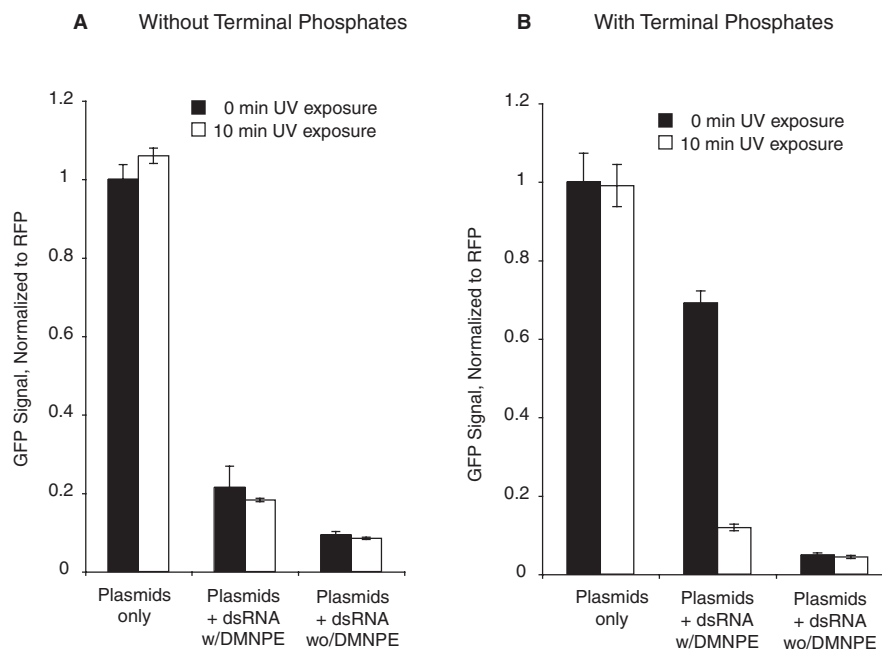 A Without Terminal Phosphates
GFP Signal, Normalized to RFP
1.2
1
0.8
0.6
0.4
0.2
0
0 min UV exposure
10 min UV exposure
Plasmids
only
Plasmids
+ dsRNA
w/DMNPE
Plasmids
+ dsRNA
wo/DMNPE
B With Terminal Phosphates
GFP Signal, Normalized to RFP
1.2
1
0.8
0.6
0.4
0.2
0
0 min UV exposure
10 min UV exposure
Plasmids
only
Plasmids
+ dsRNA
w/DMNPE
Plasmids
+ dsRNA
wo/DMNPE